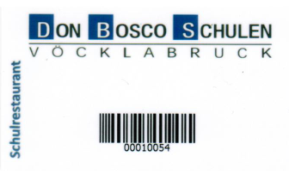 DON BOSCO SCHULEN
VÖCKLABRUCK
Schulrestaurant
00010054